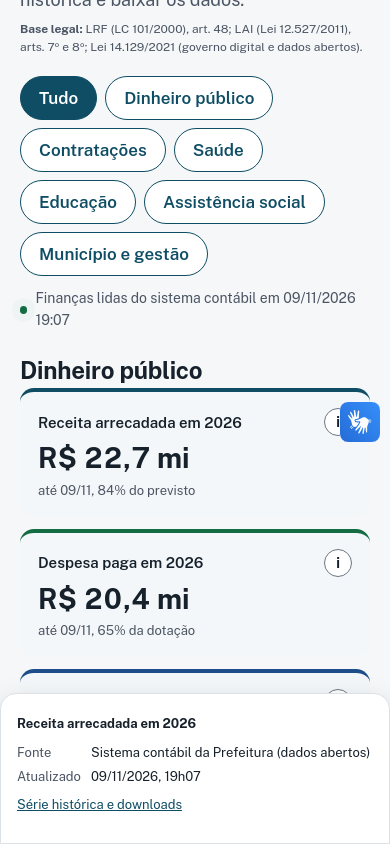 histórica e baixar os dados.
Base legal: LRF (LC 101/2000), art. 48; LAI (Lei 12.527/2011),
arts. 7º e 8º; Lei 14.129/2021 (governo digital e dados abertos).
Tudo
Dinheiro público
Contratações
Saúde
Educação
Assistência social
Município e gestão
Finanças lidas do sistema contábil em 09/11/2026
19:07
Dinheiro público
Receita arrecadada em 2026
i
R$ 22,7 mi
até 09/11, 84% do previsto
Despesa paga em 2026
i
R$ 20,4 mi
até 09/11, 65% da dotação
Receita arrecadada em 2026
Fonte Sistema contábil da Prefeitura (dados abertos)
Atualizado 09/11/2026, 19h07
Série histórica e downloads